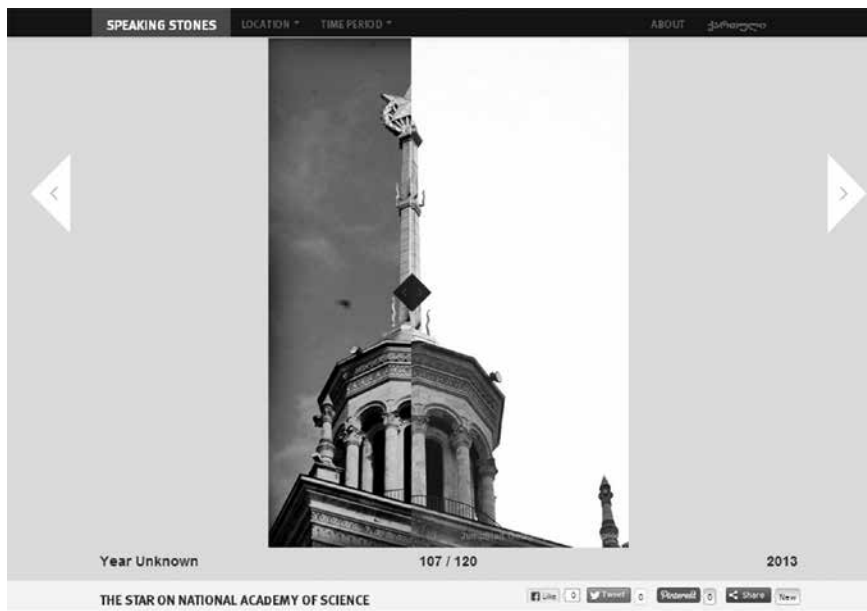 SPEAKING STONES LOCATION TIME PERIOD ABOUT ქართული
Year Unknown 107 / 120 2013
THE STAR ON NATIONAL ACADEMY OF SCIENCE Like 0 Tweet 0 Pinterest 0 Share New